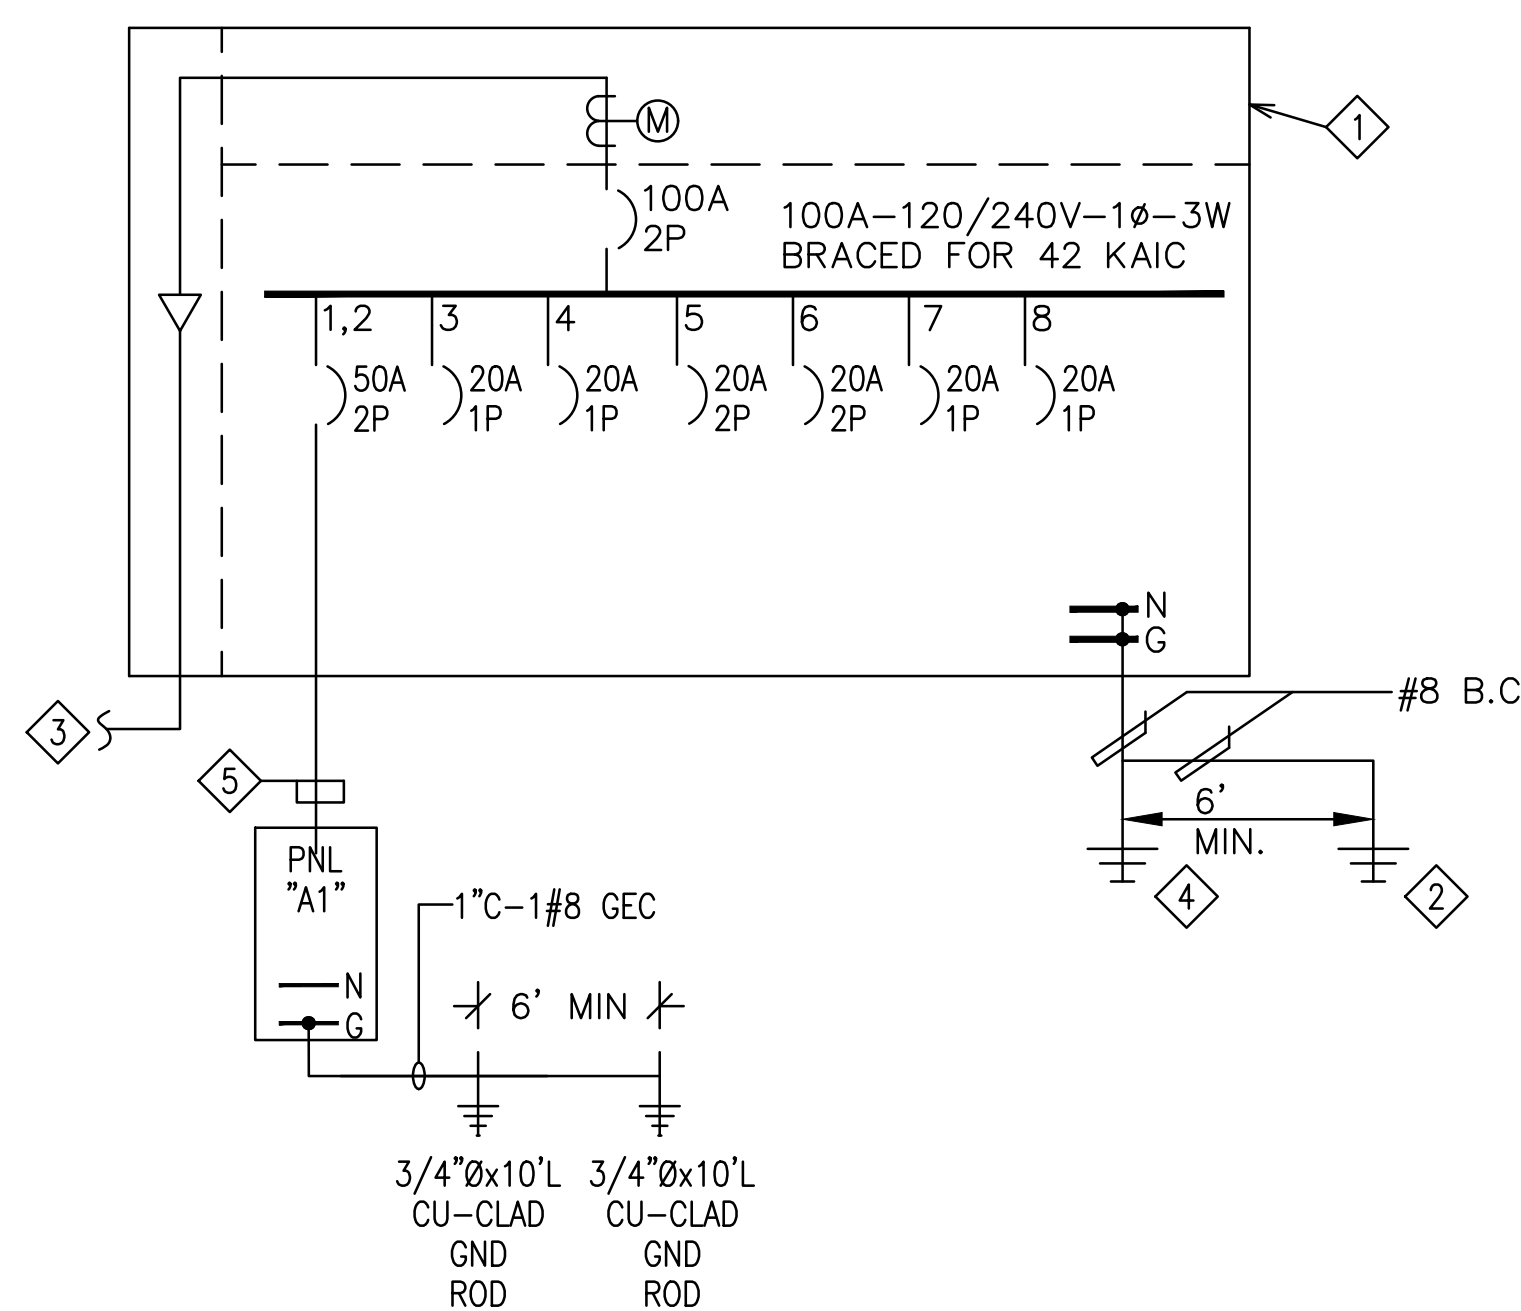 M
1
100A
2P
100A-120/240V-1ø-3W
BRACED FOR 42 KAIC
1,2
3
4
5
6
7
8
50A
2P
20A
1P
20A
1P
20A
2P
20A
2P
20A
1P
20A
1P
N
G
#8 B.C
3
5
6'
MIN.
4
2
PNL
"A1"
1"C-1#8 GEC
N
G
6' MIN
3/4"Øx10'L
CU-CLAD
GND
ROD
3/4"Øx10'L
CU-CLAD
GND
ROD